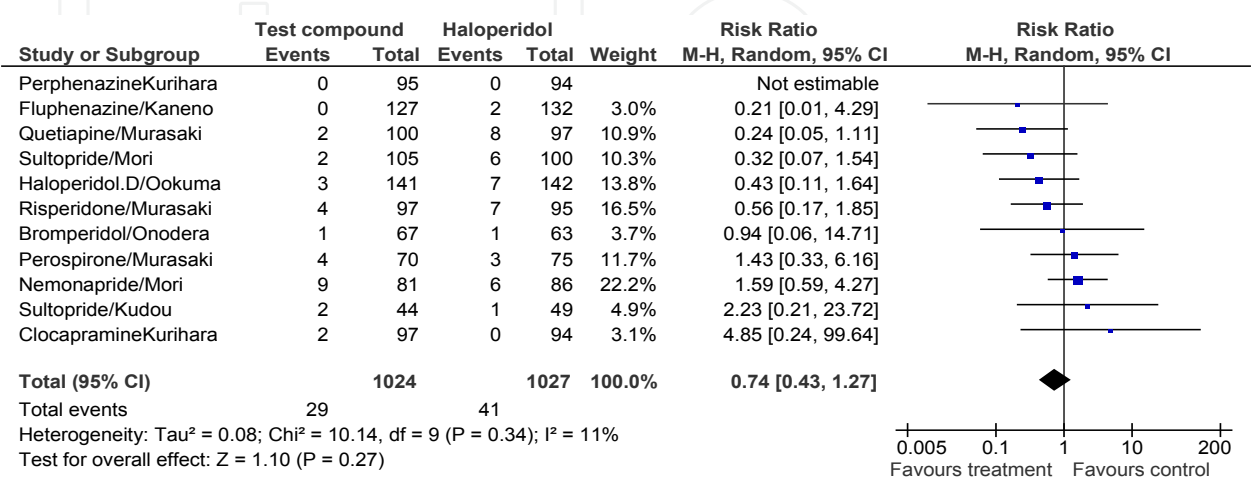 Test compound Haloperidol Risk Ratio Risk Ratio
Study or Subgroup Events Total Events Total Weight M-H, Random, 95% CI M-H, Random, 95% CI
PerphenazineKurihara 0 95 0 94 Not estimable
Fluphenazine/Kaneno 0 127 2 132 3.0% 0.21 [0.01, 4.29]
Quetiapine/Murasaki 2 100 8 97 10.9% 0.24 [0.05, 1.11]
Sultopride/Mori 2 105 6 100 10.3% 0.32 [0.07, 1.54]
Haloperidol.D/Ookuma 3 141 7 142 13.8% 0.43 [0.11, 1.64]
Risperidone/Murasaki 4 97 7 95 16.5% 0.56 [0.17, 1.85]
Bromperidol/Onodera 1 67 1 63 3.7% 0.94 [0.06, 14.71]
Perospirone/Murasaki 4 70 3 75 11.7% 1.43 [0.33, 6.16]
Nemonapride/Mori 9 81 6 86 22.2% 1.59 [0.59, 4.27]
Sultopride/Kudou 2 44 1 49 4.9% 2.23 [0.21, 23.72]
ClocapramineKurihara 2 97 0 94 3.1% 4.85 [0.24, 99.64]
Total (95% CI) 1024 1027 100.0% 0.74 [0.43, 1.27]
Total events 29 41
Heterogeneity: Tau² = 0.08; Chi² = 10.14, df = 9 (P = 0.34); I² = 11%
Test for overall effect: Z = 1.10 (P = 0.27)
0.005 0.1 1 10 200
Favours treatment Favours control